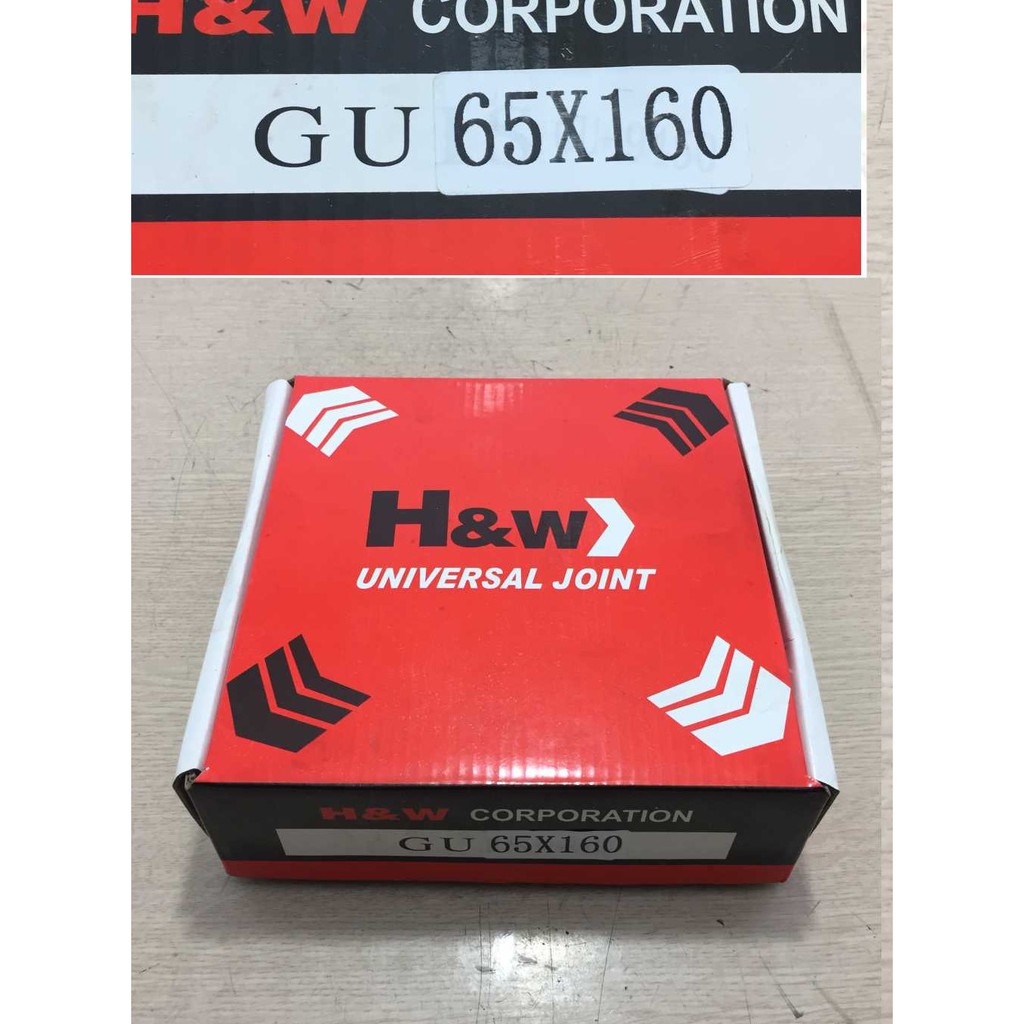 H&W CORPORATION
GU 65X160
H&W
UNIVERSAL JOINT
H&W CORPORATION
GU 65X160